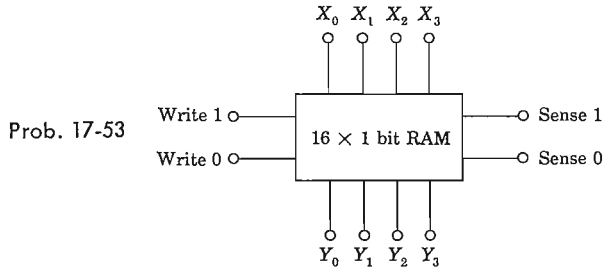 X₀ X₁ X₂ X₃
Prob. 17-53
Write 1
16 × 1 bit RAM
Sense 1
Write 0
Sense 0
Y₀ Y₁ Y₂ Y₃